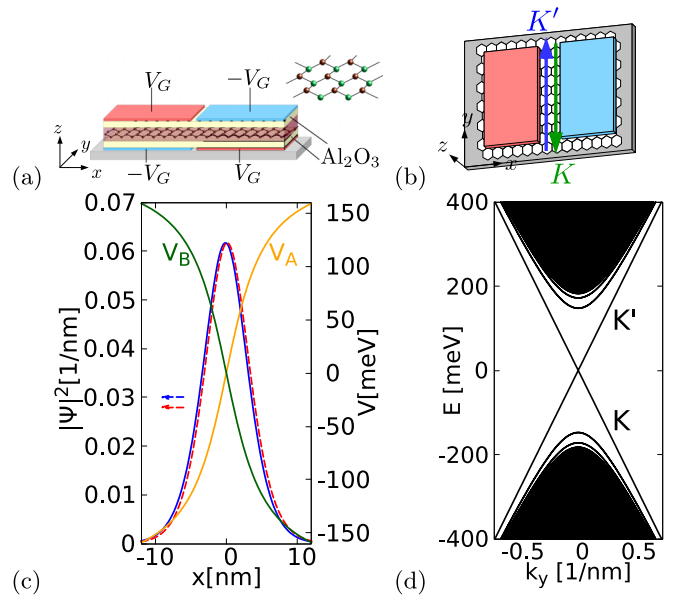 V_G
−V_G
z
y
x
Al₂O₃
−V_G
V_G
(a)
K′
y
z
x
K
(b)
0.07
0.06
0.05
0.04
0.03
0.02
0.01
0
|Ψ|²[1/nm]
V_B
V_A
150
100
50
0
-50
-100
-150
V[meV]
-10
0
10
x[nm]
(c)
400
200
0
-200
-400
E [meV]
K'
K
-0.5
0
0.5
k_y [1/nm]
(d)